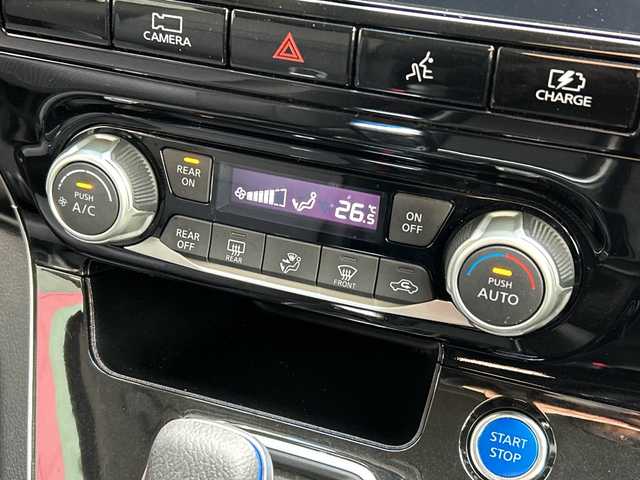 CAMERA
CHARGE
REAR
ON
PUSH
A/C
26.5
°C
ON
OFF
REAR
OFF
REAR
FRONT
PUSH
AUTO
START
STOP